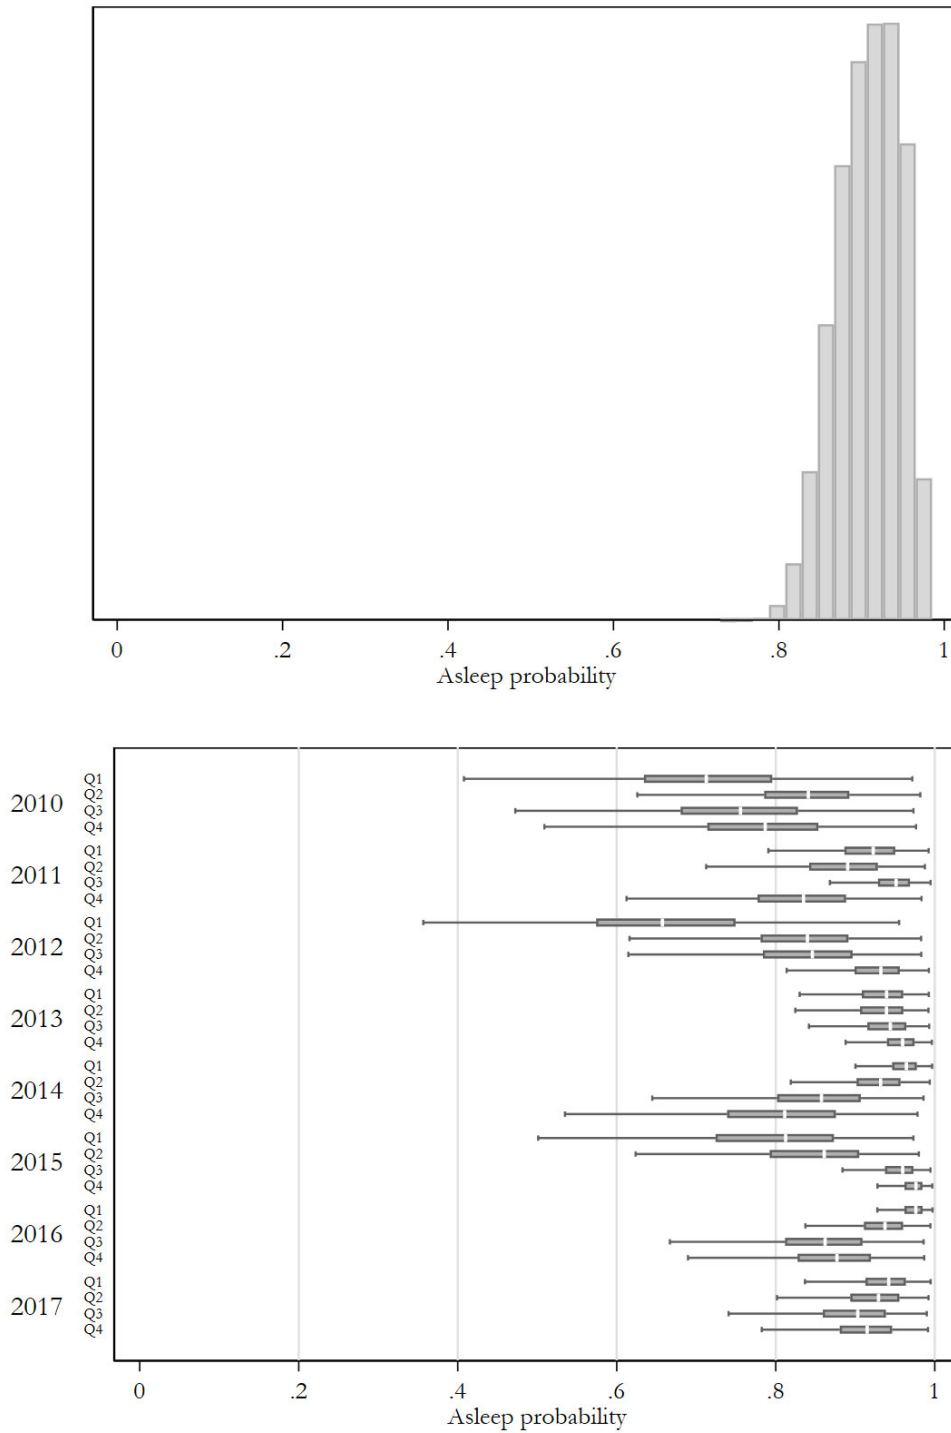 0 .2 .4 .6 .8 1
Asleep probability
2010 Q1
Q2
Q3
Q4
2011 Q1
Q2
Q3
Q4
2012 Q1
Q2
Q3
Q4
2013 Q1
Q2
Q3
Q4
2014 Q1
Q2
Q3
Q4
2015 Q1
Q2
Q3
Q4
2016 Q1
Q2
Q3
Q4
2017 Q1
Q2
Q3
Q4
0 .2 .4 .6 .8 1
Asleep probability